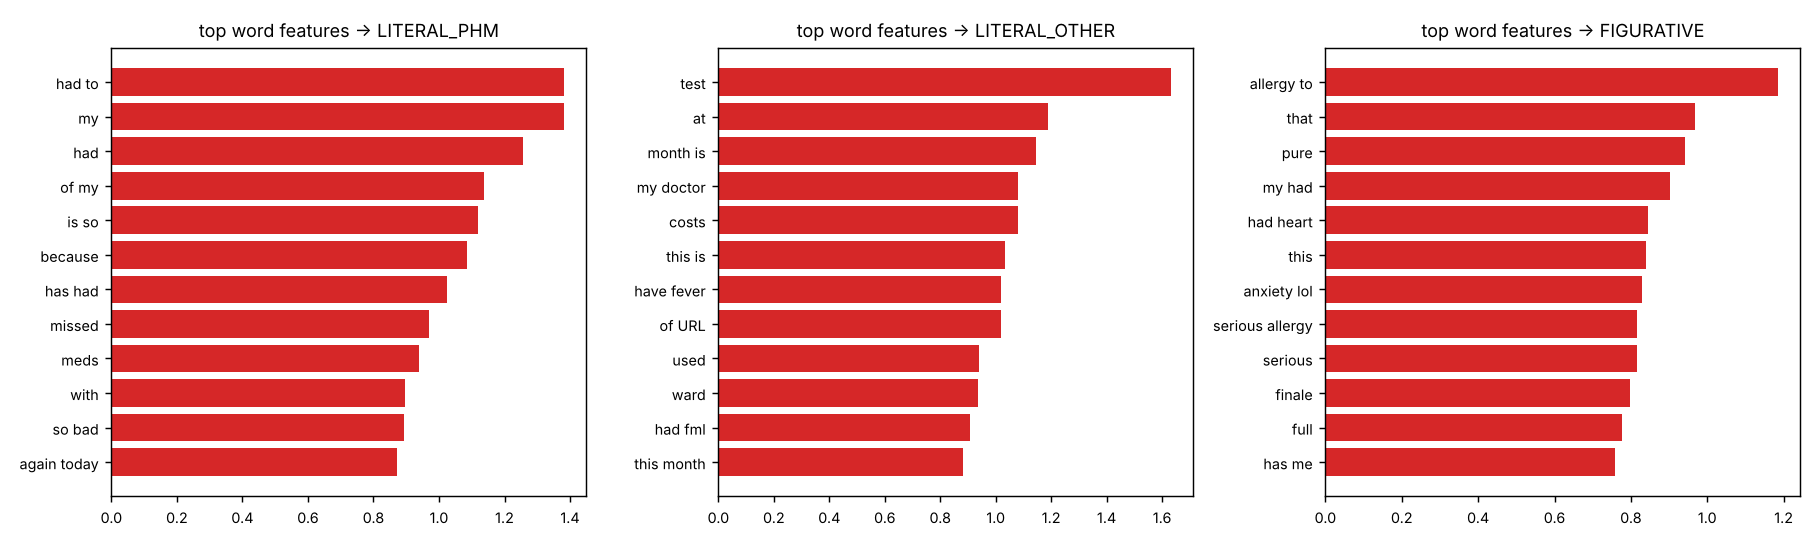 top word features → LITERAL_PHM
had to
my
had
of my
is so
because
has had
missed
meds
with
so bad
again today
0.0 0.2 0.4 0.6 0.8 1.0 1.2 1.4
top word features → LITERAL_OTHER
test
at
month is
my doctor
costs
this is
have fever
of URL
used
ward
had fml
this month
0.0 0.2 0.4 0.6 0.8 1.0 1.2 1.4 1.6
top word features → FIGURATIVE
allergy to
that
pure
my had
had heart
this
anxiety lol
serious allergy
serious
finale
full
has me
0.0 0.2 0.4 0.6 0.8 1.0 1.2